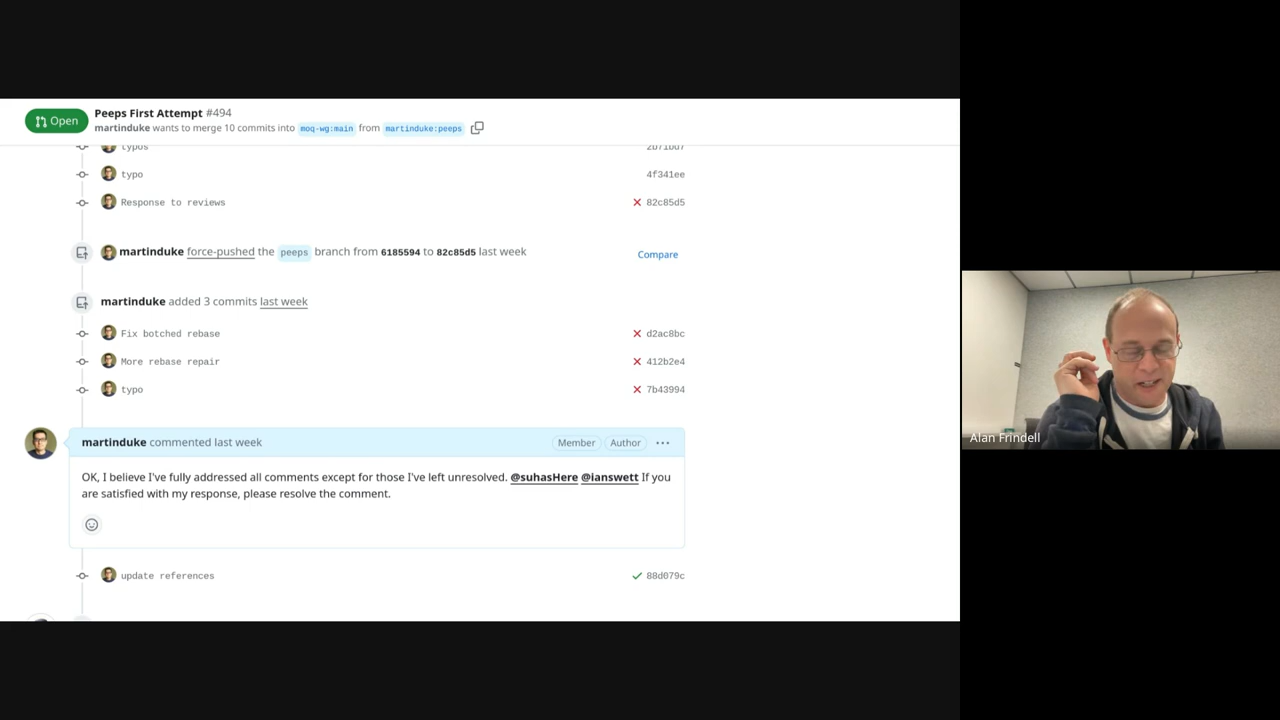 Open
Peeps First Attempt #494
martinduke wants to merge 10 commits into moq-wg:main from martinduke:peeps
typos 2b71bd7
typo 4f341ee
Response to reviews 82c85d5
martinduke force-pushed the peeps branch from 6185594 to 82c85d5 last week Compare
martinduke added 3 commits last week
Fix botched rebase d2ac8bc
More rebase repair 412b2e4
typo 7b43994
martinduke commented last week Member Author ...
OK, I believe I've fully addressed all comments except for those I've left unresolved. @suhasHere @ianswett If you
are satisfied with my response, please resolve the comment.
update references 88d079c
Alan Frindell